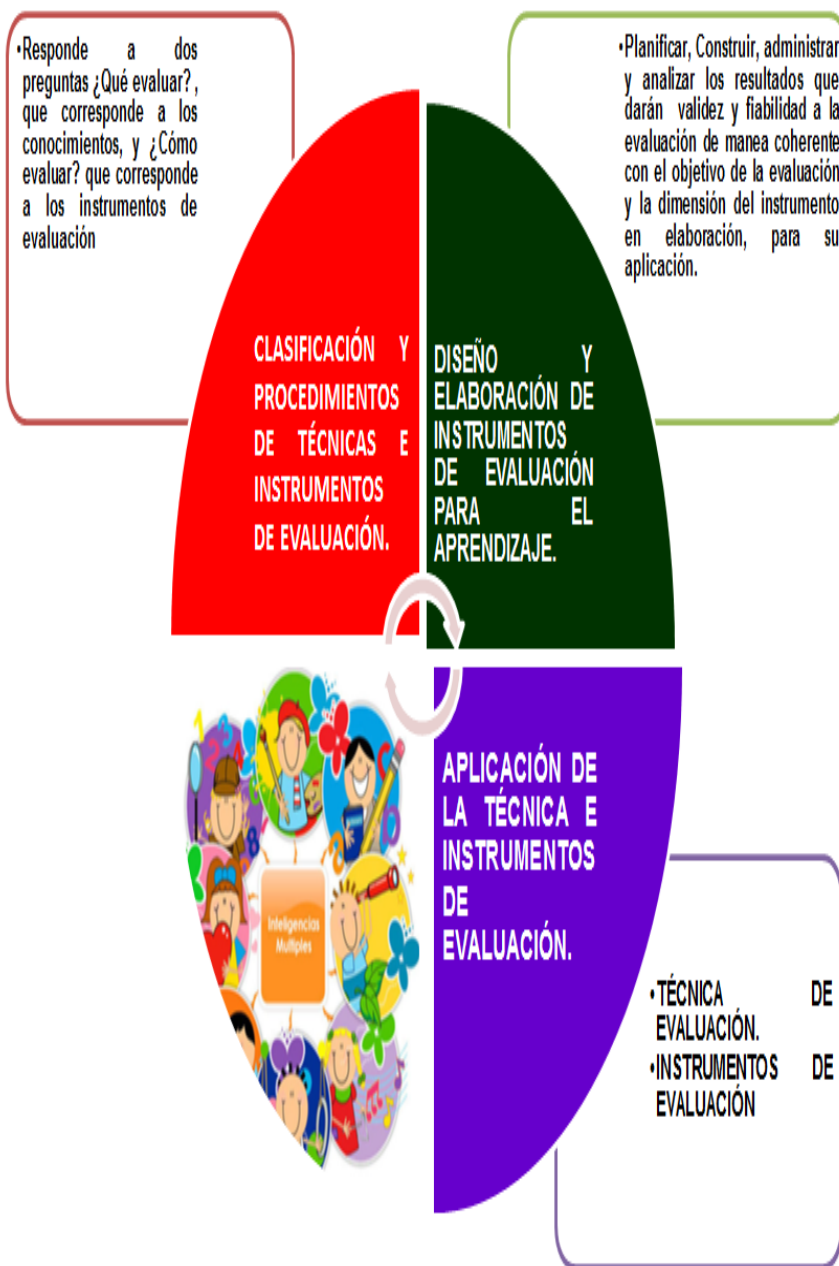 •Responde a dos
preguntas ¿Qué evaluar? ,
que corresponde a los
conocimientos, y ¿Cómo
evaluar? que corresponde
a los instrumentos de
evaluación
•Planificar, Construir, administrar
y analizar los resultados que
darán validez y fiabilidad a la
evaluación de manea coherente
con el objetivo de la evaluación
y la dimensión del instrumento
en elaboración, para su
aplicación.
CLASIFICACIÓN Y
PROCEDIMIENTOS
DE TÉCNICAS E
INSTRUMENTOS
DE EVALUACIÓN.
DISEÑO Y
ELABORACIÓN DE
INSTRUMENTOS
DE EVALUACIÓN
PARA EL
APRENDIZAJE.
Inteligencias
Multiples
APLICACIÓN DE
LA TÉCNICA E
INSTRUMENTOS
DE
EVALUACIÓN.
•TÉCNICA DE
EVALUACIÓN.
•INSTRUMENTOS DE
EVALUACIÓN